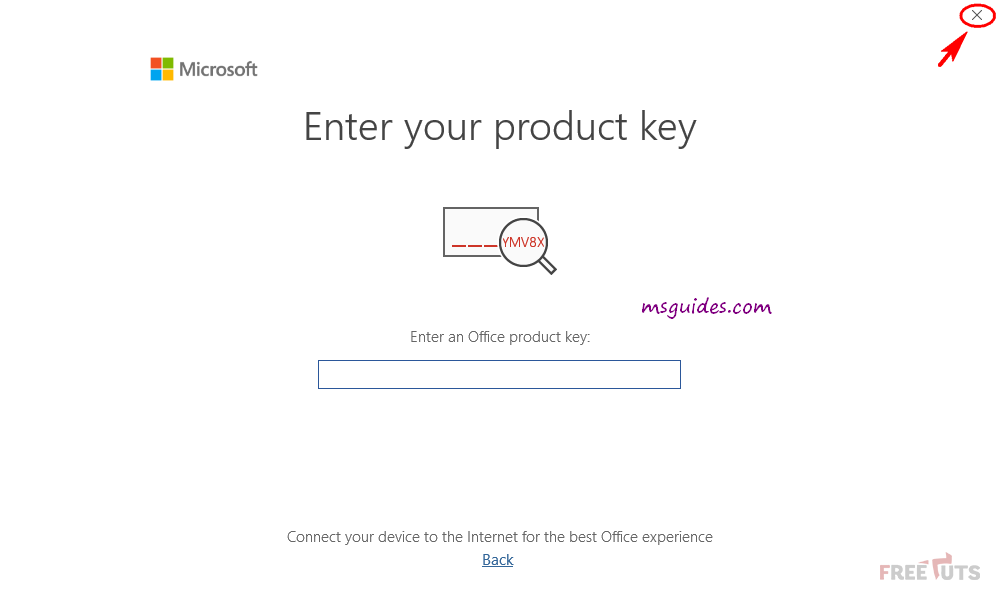 Microsoft
Enter your product key
___YMV8X
msguides.com
Enter an Office product key:
Connect your device to the Internet for the best Office experience
Back
FREETUTS